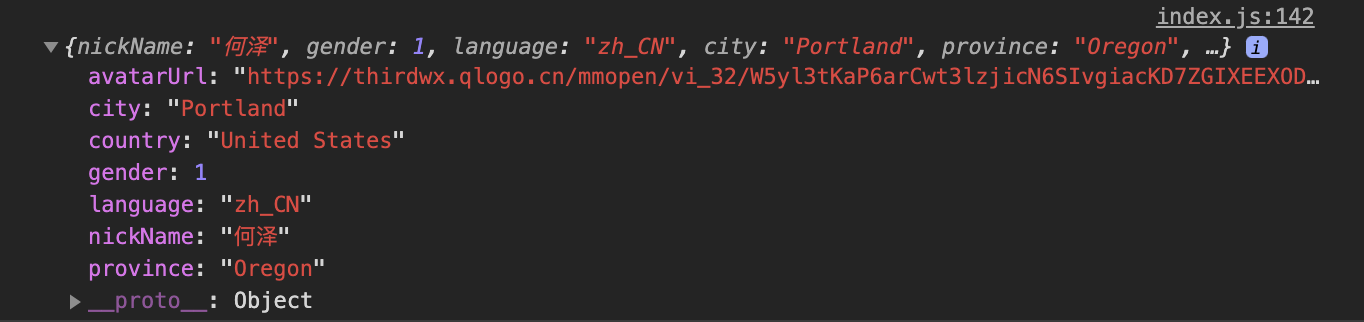 index.js:142
▼{nickName: "何泽", gender: 1, language: "zh_CN", city: "Portland", province: "Oregon", …} i
avatarUrl: "https://thirdwx.qlogo.cn/mmopen/vi_32/W5yl3tKaP6arCwt3lzjicN6SIvgiacKD7ZGIXEEXOD…
city: "Portland"
country: "United States"
gender: 1
language: "zh_CN"
nickName: "何泽"
province: "Oregon"
▶__proto__: Object